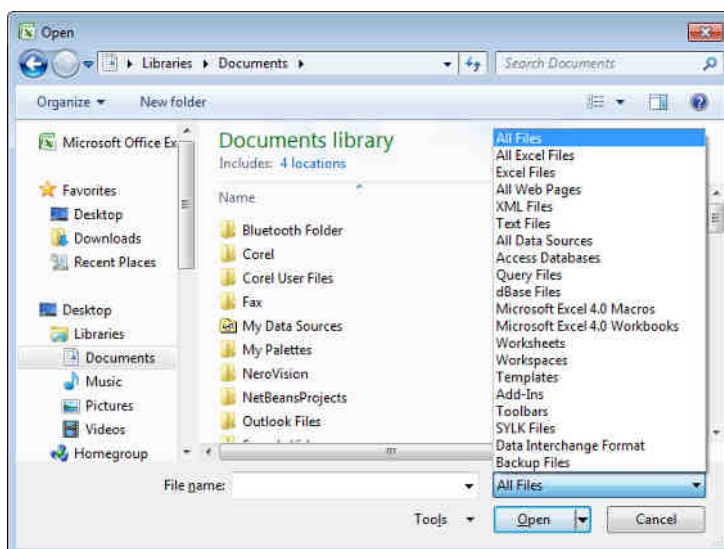 Open
Libraries
Documents
Search Documents
Organize
New folder
Microsoft Office Ex
Favorites
Desktop
Downloads
Recent Places
Desktop
Libraries
Documents
Music
Pictures
Videos
Homegroup
Documents library
Includes: 4 locations
Name
Bluetooth Folder
Corel
Corel User Files
Fax
My Data Sources
My Palettes
NeroVision
NetBeansProjects
Outlook Files
All Files
All Excel Files
Excel Files
All Web Pages
XML Files
Text Files
All Data Sources
Access Databases
Query Files
dBase Files
Microsoft Excel 4.0 Macros
Microsoft Excel 4.0 Workbooks
Worksheets
Workspaces
Templates
Add-Ins
Toolbars
SYLK Files
Data Interchange Format
Backup Files
File name:
All Files
Tools
Open
Cancel